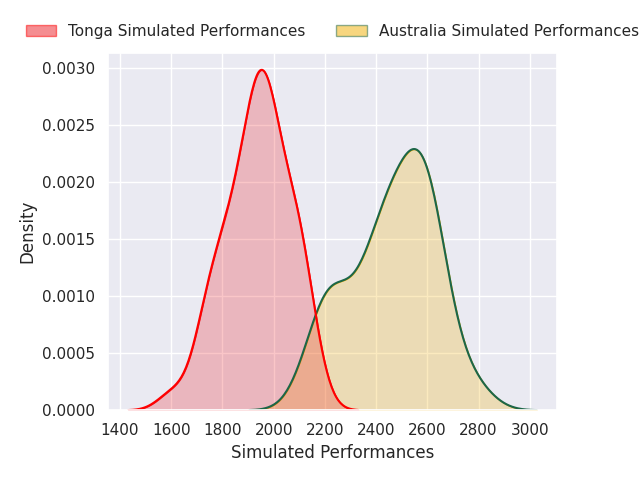 Tonga Simulated Performances Australia Simulated Performances
0.0030
0.0025
0.0020
0.0015
0.0010
0.0005
0.0000
Density
1400 1600 1800 2000 2200 2400 2600 2800 3000
Simulated Performances